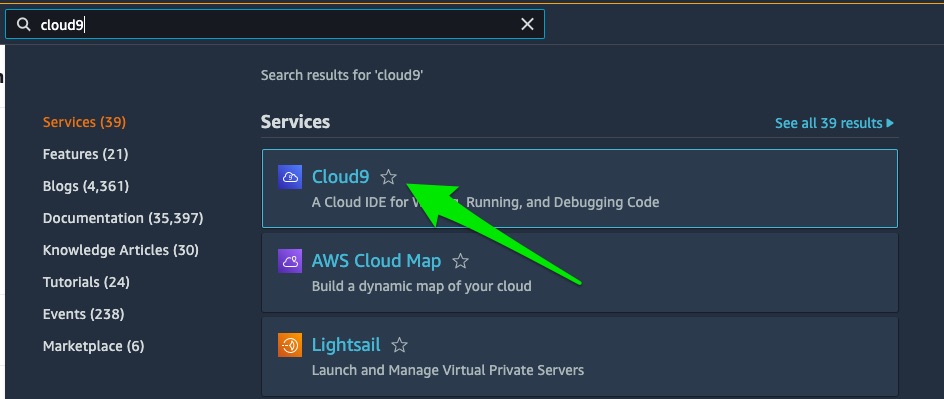 cloud9
Search results for 'cloud9'
Services (39)
Features (21)
Blogs (4,361)
Documentation (35,397)
Knowledge Articles (30)
Tutorials (24)
Events (238)
Marketplace (6)
Services
See all 39 results
Cloud9
A Cloud IDE for Running, and Debugging Code
AWS Cloud Map
Build a dynamic map of your cloud
Lightsail
Launch and Manage Virtual Private Servers